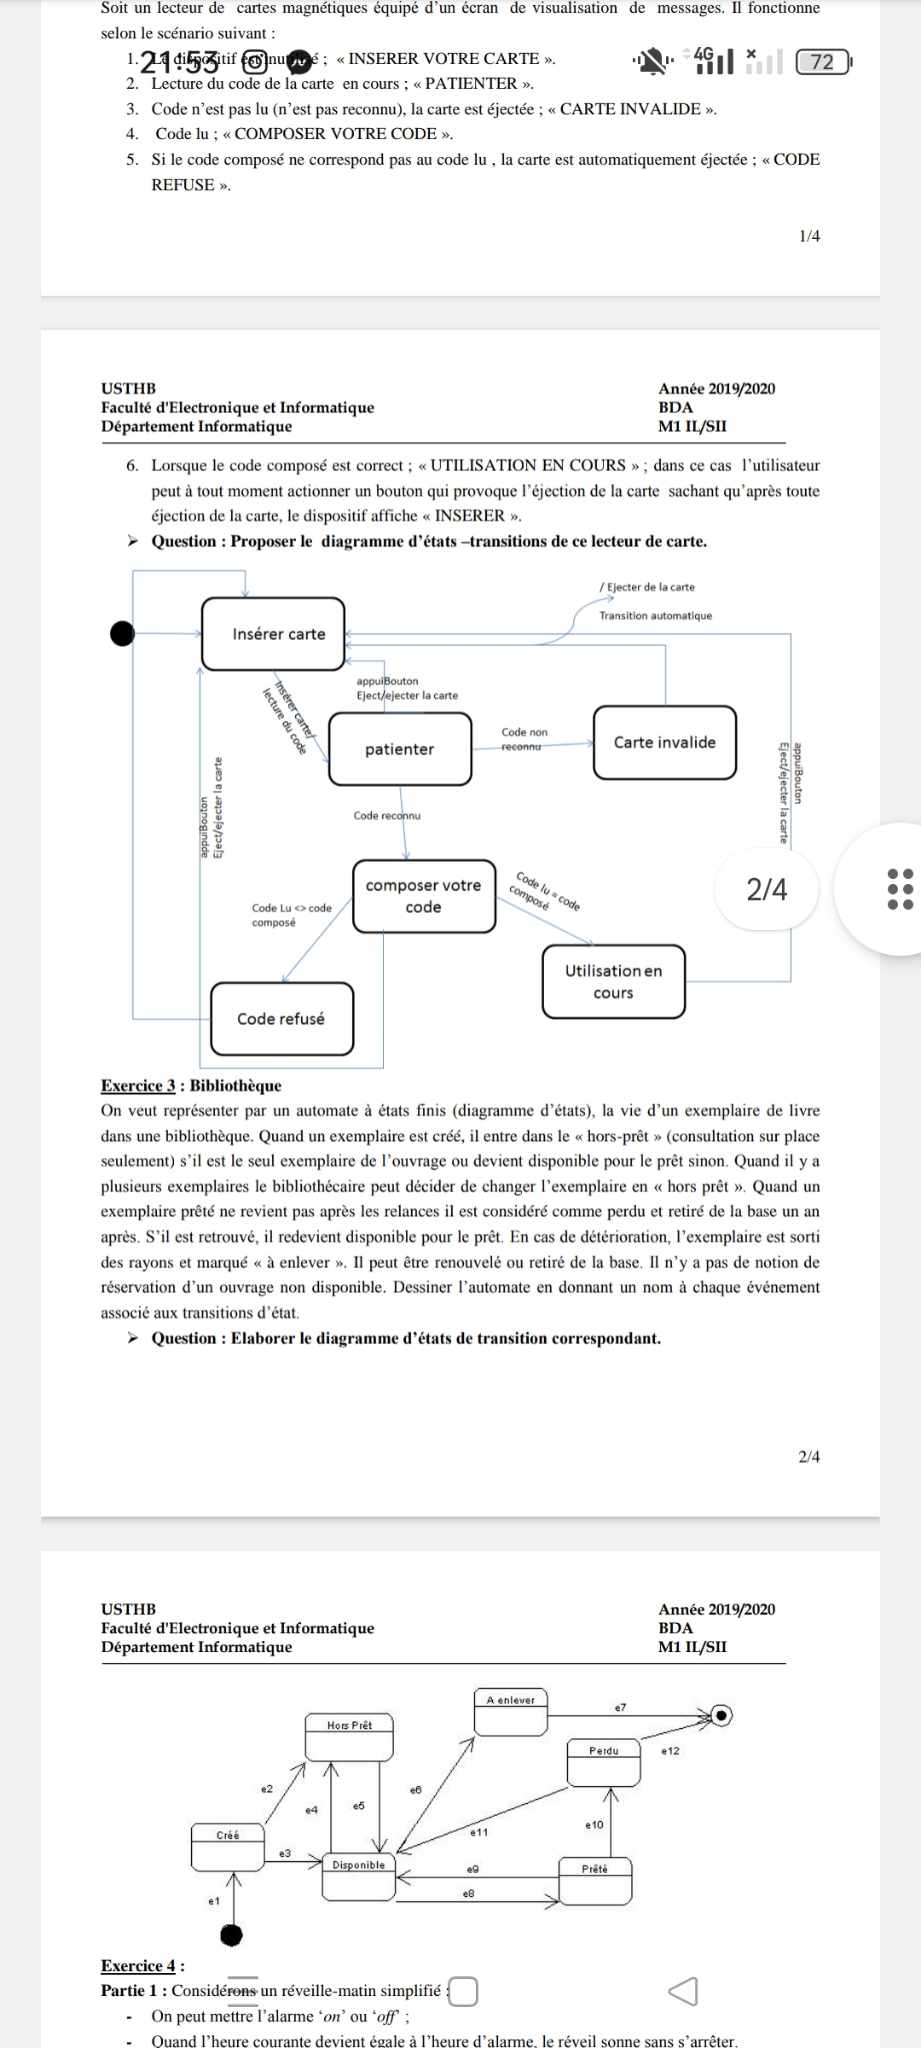 Soit un lecteur de cartes magnétiques équipé d'un écran de visualisation de messages. Il fonctionne
selon le scénario suivant :
1. Le dispositif est inutilisé ; « INSERER VOTRE CARTE ».
21:53
4G
72
2. Lecture du code de la carte en cours ; « PATIENTER ».
3. Code n'est pas lu (n'est pas reconnu), la carte est éjectée ; « CARTE INVALIDE ».
4. Code lu ; « COMPOSER VOTRE CODE ».
5. Si le code composé ne correspond pas au code lu , la carte est automatiquement éjectée ; « CODE
REFUSE ».
1/4
USTHB
Faculté d'Electronique et Informatique
Département Informatique
Année 2019/2020
BDA
M1 IL/SII
6. Lorsque le code composé est correct ; « UTILISATION EN COURS » ; dans ce cas l'utilisateur
peut à tout moment actionner un bouton qui provoque l'éjection de la carte sachant qu'après toute
éjection de la carte, le dispositif affiche « INSERER ».
➢ Question : Proposer le diagramme d'états –transitions de ce lecteur de carte.
/ Ejecter de la carte
Transition automatique
Insérer carte
appuiBouton
Eject/ejecter la carte
Insérer carte/
lecture du code
patienter
Code non
reconnu
Carte invalide
appuiBouton
Eject/ejecter la carte
appuiBouton
Eject/ejecter la carte
Code reconnu
composer votre
code
Code lu = code
composé
2/4
Code Lu <> code
composé
Utilisation en
cours
Code refusé
Exercice 3 : Bibliothèque
On veut représenter par un automate à états finis (diagramme d'états), la vie d'un exemplaire de livre
dans une bibliothèque. Quand un exemplaire est créé, il entre dans le « hors-prêt » (consultation sur place
seulement) s'il est le seul exemplaire de l'ouvrage ou devient disponible pour le prêt sinon. Quand il y a
plusieurs exemplaires le bibliothécaire peut décider de changer l'exemplaire en « hors prêt ». Quand un
exemplaire prêté ne revient pas après les relances il est considéré comme perdu et retiré de la base un an
après. S'il est retrouvé, il redevient disponible pour le prêt. En cas de détérioration, l'exemplaire est sorti
des rayons et marqué « à enlever ». Il peut être renouvelé ou retiré de la base. Il n'y a pas de notion de
réservation d'un ouvrage non disponible. Dessiner l'automate en donnant un nom à chaque événement
associé aux transitions d'état.
➢ Question : Elaborer le diagramme d'états de transition correspondant.
2/4
USTHB
Faculté d'Electronique et Informatique
Département Informatique
Année 2019/2020
BDA
M1 IL/SII
A enlever
e7
Hors Prêt
Perdu
e12
e2
e4
e5
e6
e11
e10
Créé
e3
Disponible
e9
Prêté
e8
e1
Exercice 4 :
Partie 1 : Considérons un réveille-matin simplifié :
- On peut mettre l'alarme 'on' ou 'off' ;
- Quand l'heure courante devient égale à l'heure d'alarme, le réveil sonne sans s'arrêter.